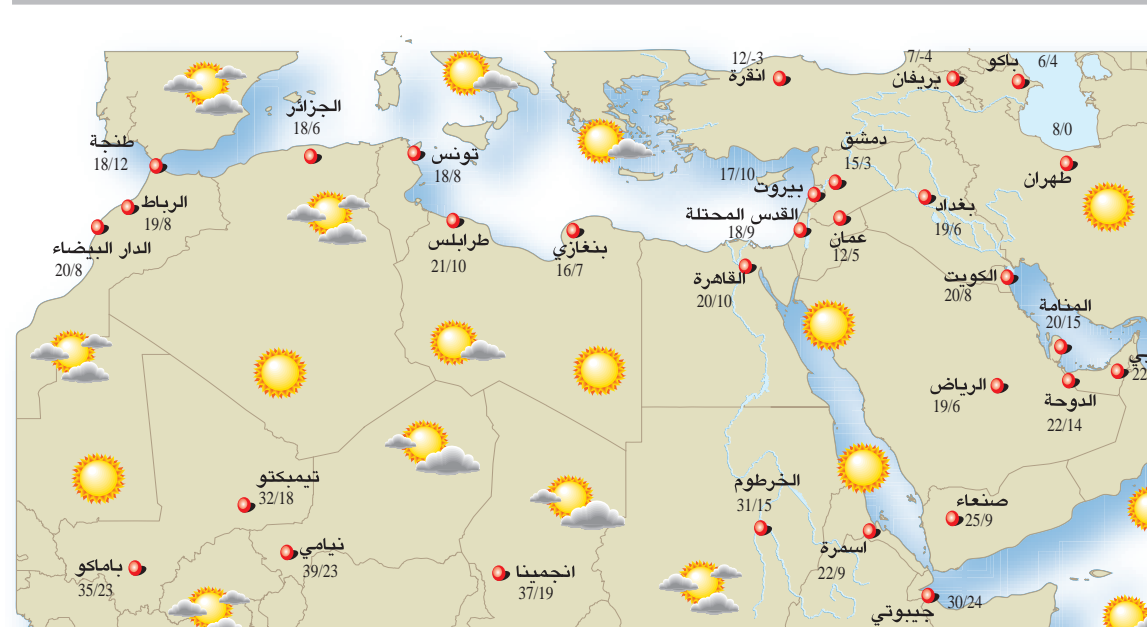 12/-3
انقرة
7/-4
يريفان
باكو
6/4
8/0
طهران
الجزائر
18/6
طنجة
18/12
تونس
18/8
دمشق
15/3
17/10
بيروت
بغداد
19/6
الرباط
19/8
القدس المحتلة
18/9
عمان
12/5
الدار البيضاء
20/8
طرابلس
21/10
بنغازي
16/7
القاهرة
20/10
الكويت
20/8
المنامة
20/15
الرياض
19/6
الدوحة
22/14
تيمبكتو
32/18
الخرطوم
31/15
صنعاء
25/9
نيامي
39/23
اسمرة
22/9
باماكو
35/23
انجمينا
37/19
جيبوتي
30/24